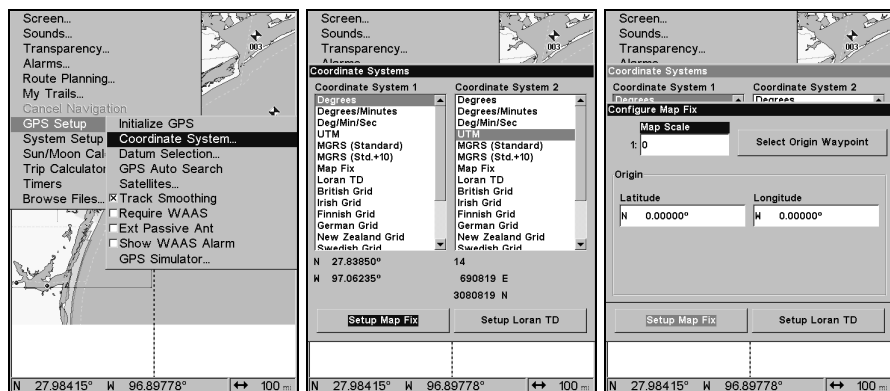 Screen...
Sounds...
Transparency...
Alarms...
Route Planning...
My Trails...
Cancel Navigation
GPS Setup
System Setup
Sun/Moon Cal
Trip Calculator
Timers
Browse Files...
Initialize GPS
Coordinate System...
Datum Selection...
GPS Auto Search
Satellites...
Track Smoothing
Require WAAS
Ext Passive Ant
Show WAAS Alarm
GPS Simulator...
003
N 27.98415° W 96.89778° 100 mi
Screen...
Sounds...
Transparency...
Alarms...
003
Coordinate Systems
Coordinate System 1
Degrees
Degrees/Minutes
Deg/Min/Sec
UTM
MGRS (Standard)
MGRS (Std.+10)
Map Fix
Loran TD
British Grid
Irish Grid
Finnish Grid
German Grid
New Zealand Grid
Swedish Grid
Coordinate System 2
Degrees
Degrees/Minutes
Deg/Min/Sec
UTM
MGRS (Standard)
MGRS (Std.+10)
Map Fix
Loran TD
British Grid
Irish Grid
Finnish Grid
German Grid
New Zealand Grid
Swedish Grid
N 27.83850°
W 97.06235°
14
690819 E
3080819 N
Setup Map Fix
Setup Loran TD
N 27.98415° W 96.89778° 100 mi
Screen...
Sounds...
Transparency...
Alarms...
003
Coordinate Systems
Coordinate System 1 Coordinate System 2
Degrees Degrees
Configure Map Fix
Map Scale
1: 0
Select Origin Waypoint
Origin
Latitude
N 0.00000°
Longitude
W 0.00000°
Setup Map Fix
Setup Loran TD
N 27.98415° W 96.89778° 100 mi